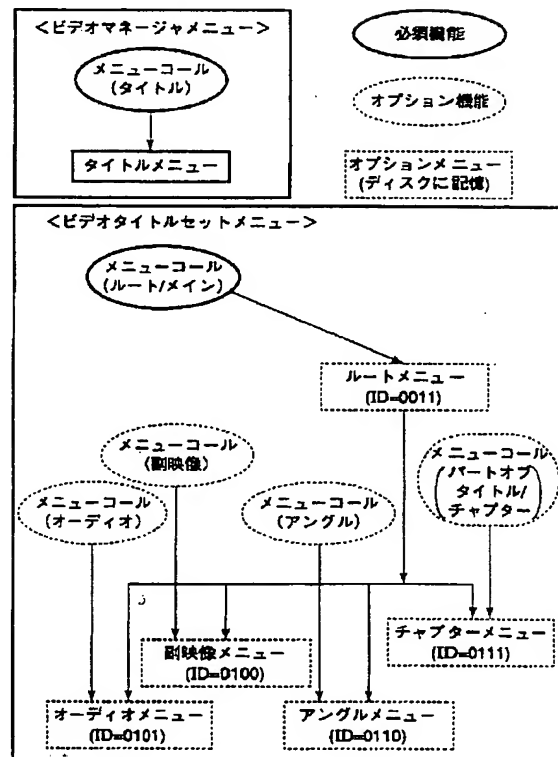 <ビデオマネージャメニュー>
メニューコール
(タイトル)
タイトルメニュー
必須機能
オプション機能
オプションメニュー
(ディスクに記憶)
<ビデオタイトルセットメニュー>
メニューコール
(ルート/メイン)
ルートメニュー
(ID=0011)
メニューコール
(副映像)
メニューコール
(オーディオ)
メニューコール
(アングル)
メニューコール
(パートオブ
タイトル/
チャプター)
副映像メニュー
(ID=0100)
チャプターメニュー
(ID=0111)
オーディオメニュー
(ID=0101)
アングルメニュー
(ID=0110)